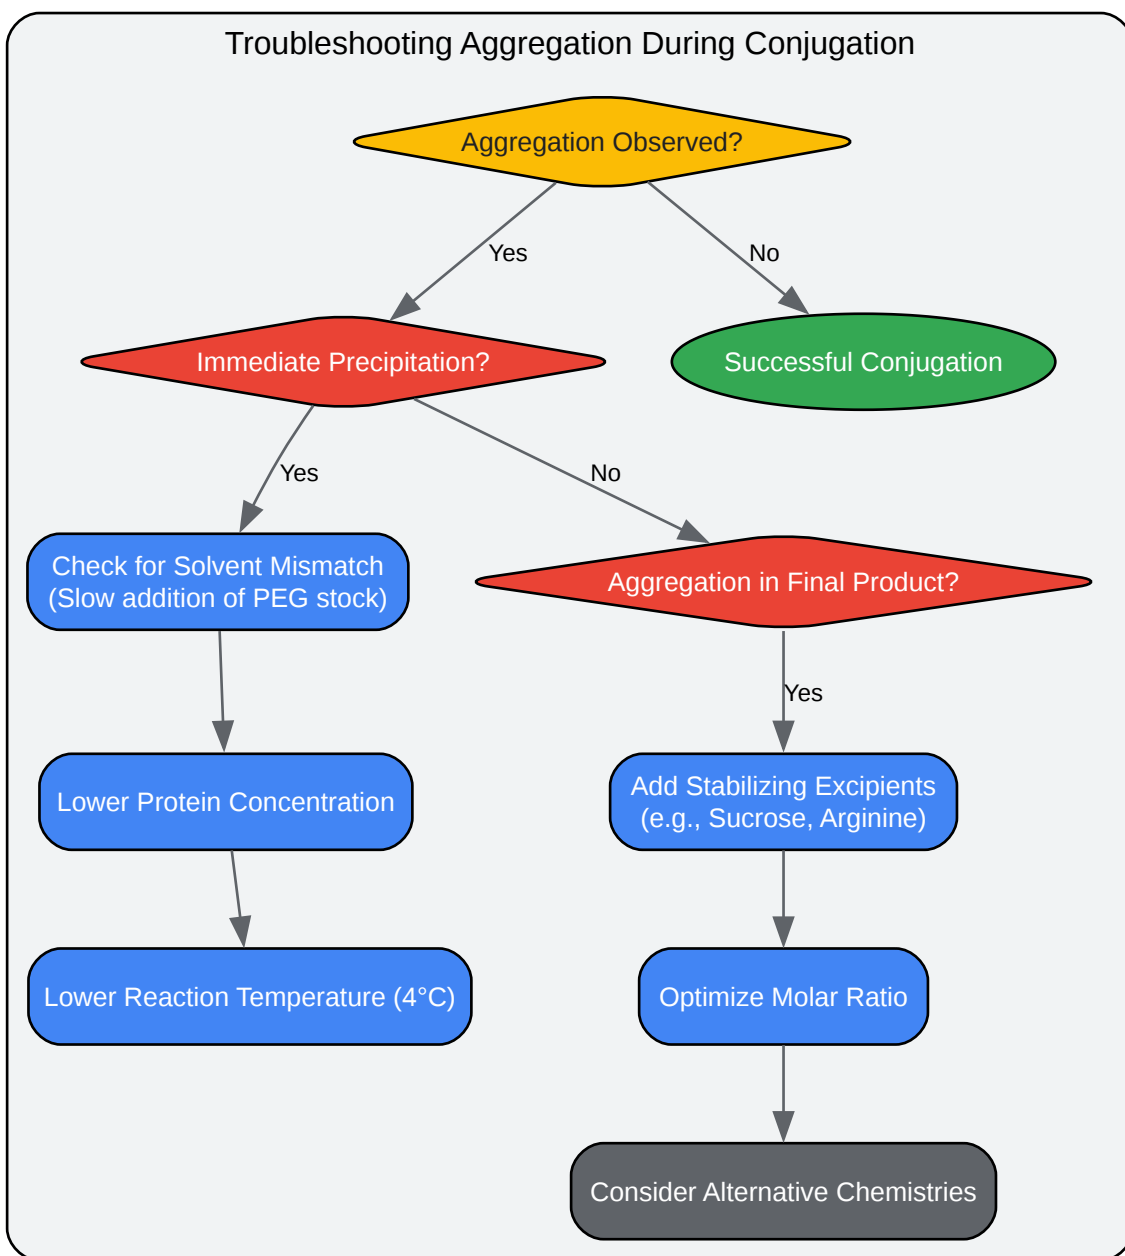 Troubleshooting Aggregation During Conjugation
Aggregation Observed?
Yes
No
Immediate Precipitation?
Successful Conjugation
Yes
No
Check for Solvent Mismatch
(Slow addition of PEG stock)
Aggregation in Final Product?
Yes
Lower Protein Concentration
Add Stabilizing Excipients
(e.g., Sucrose, Arginine)
Lower Reaction Temperature (4°C)
Optimize Molar Ratio
Consider Alternative Chemistries